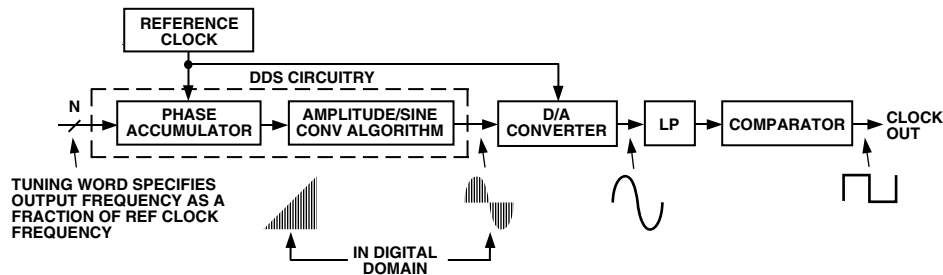 REFERENCE
CLOCK
DDS CIRCUITRY
N
PHASE
ACCUMULATOR
AMPLITUDE/SINE
CONV ALGORITHM
D/A
CONVERTER
LP
COMPARATOR
CLOCK
OUT
TUNING WORD SPECIFIES
OUTPUT FREQUENCY AS A
FRACTION OF REF CLOCK
FREQUENCY
IN DIGITAL
DOMAIN